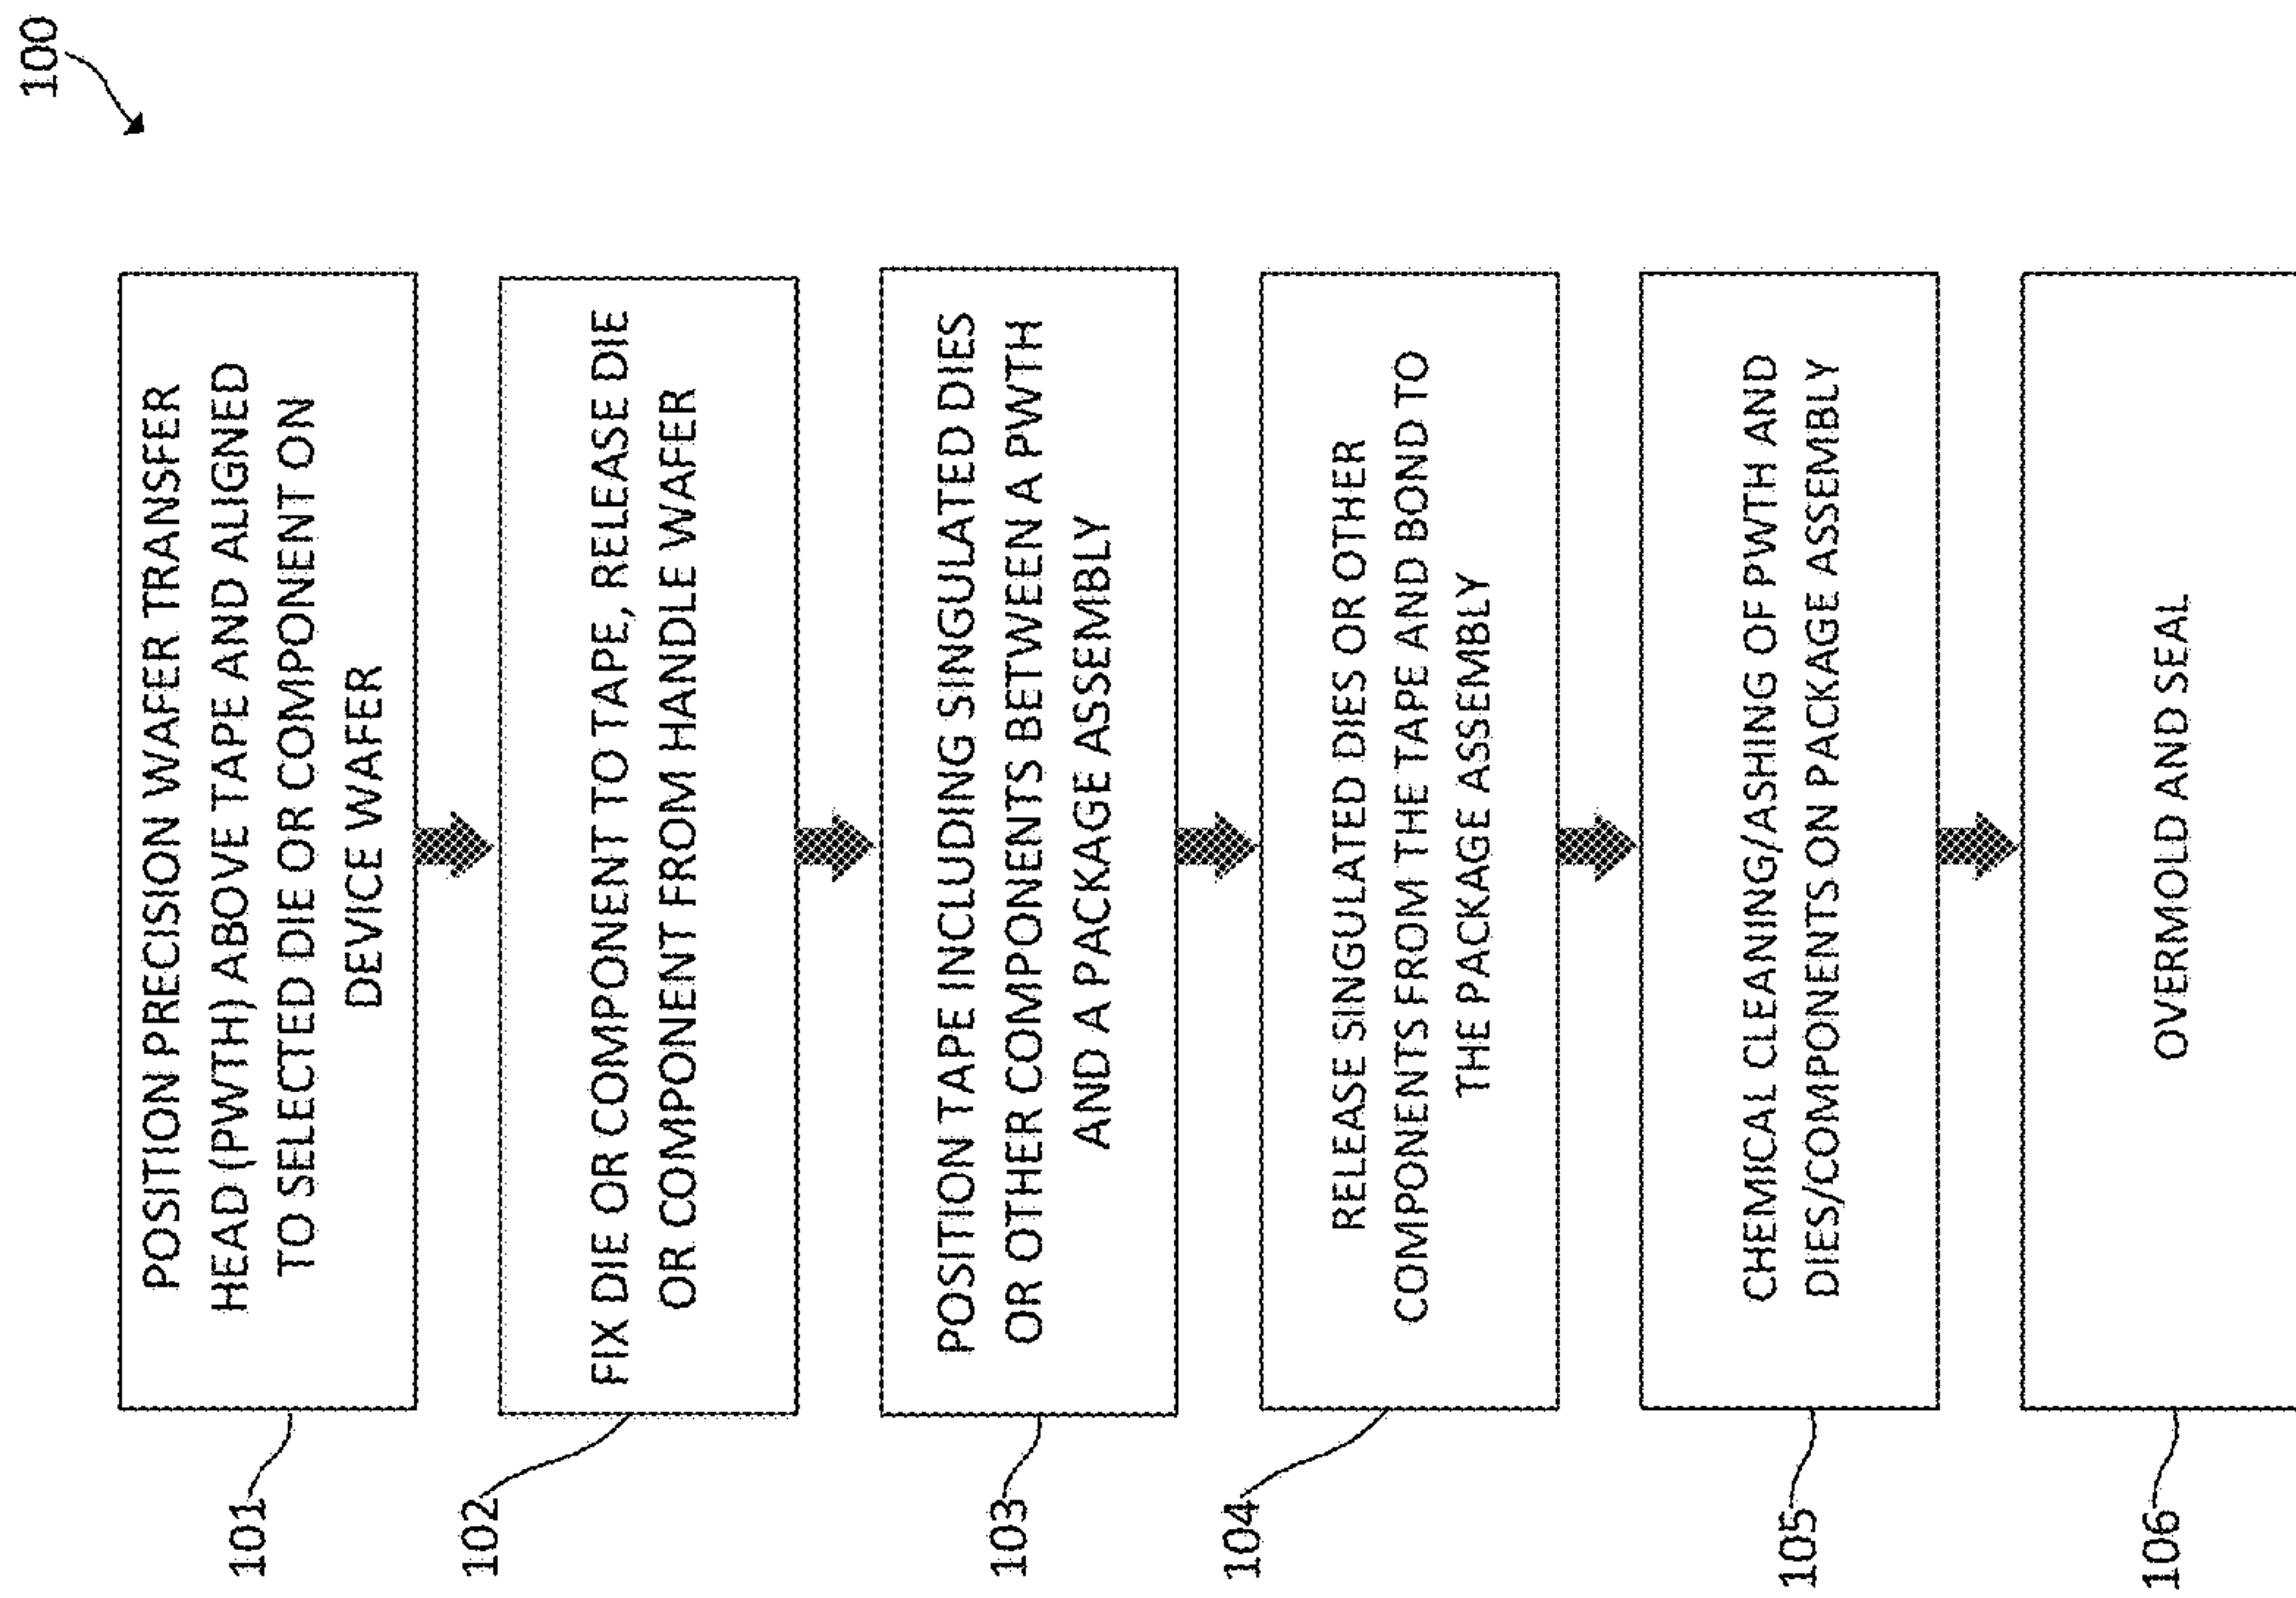 100
101
POSITION PRECISION WAFER TRANSFER
HEAD (PWTH) ABOVE TAPE AND ALIGNED
TO SELECTED DIE OR COMPONENT ON
DEVICE WAFER
102
FIX DIE OR COMPONENT TO TAPE, RELEASE DIE
OR COMPONENT FROM HANDLE WAFER
103
POSITION TAPE INCLUDING SINGULATED DIES
OR OTHER COMPONENTS BETWEEN A PWTH
AND A PACKAGE ASSEMBLY
104
RELEASE SINGULATED DIES OR OTHER
COMPONENTS FROM THE TAPE AND BOND TO
THE PACKAGE ASSEMBLY
105
CHEMICAL CLEANING/ASHING OF PWTH AND
DIES/COMPONENTS ON PACKAGE ASSEMBLY
106
OVERMOLD AND SEAL